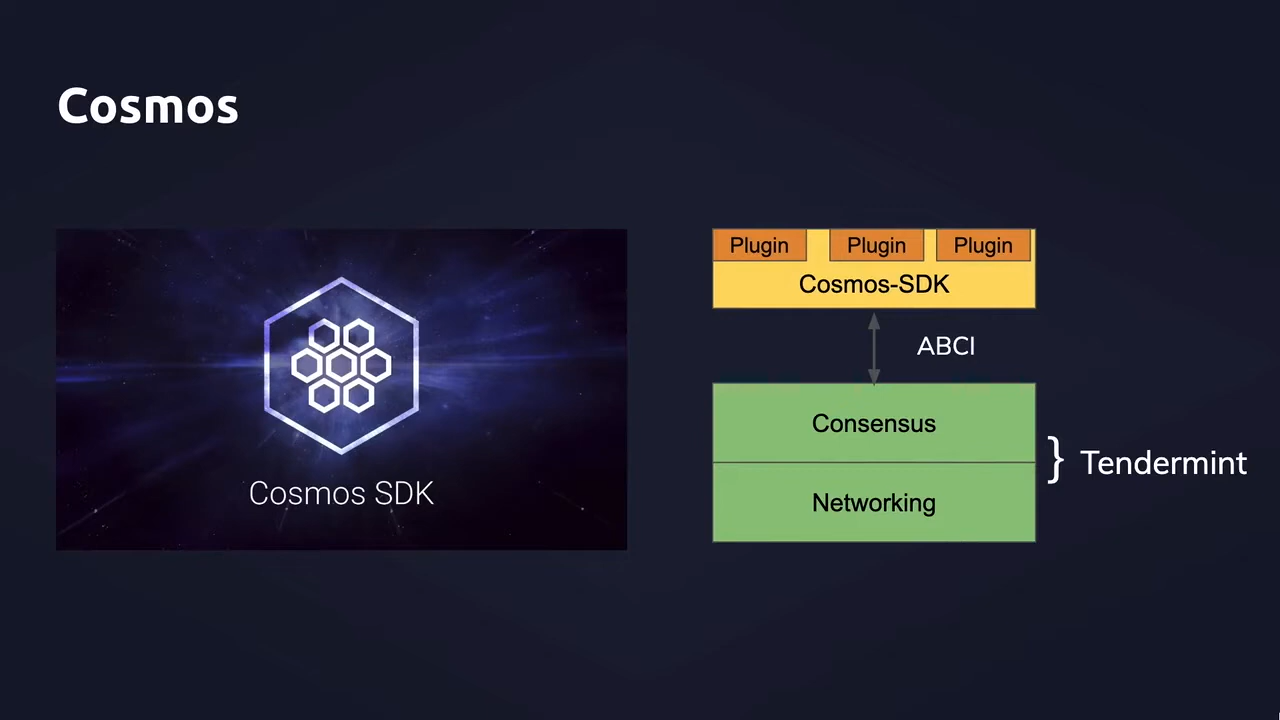 Cosmos
Cosmos SDK
Plugin Plugin Plugin
Cosmos-SDK
ABCI
Consensus
Networking
} Tendermint